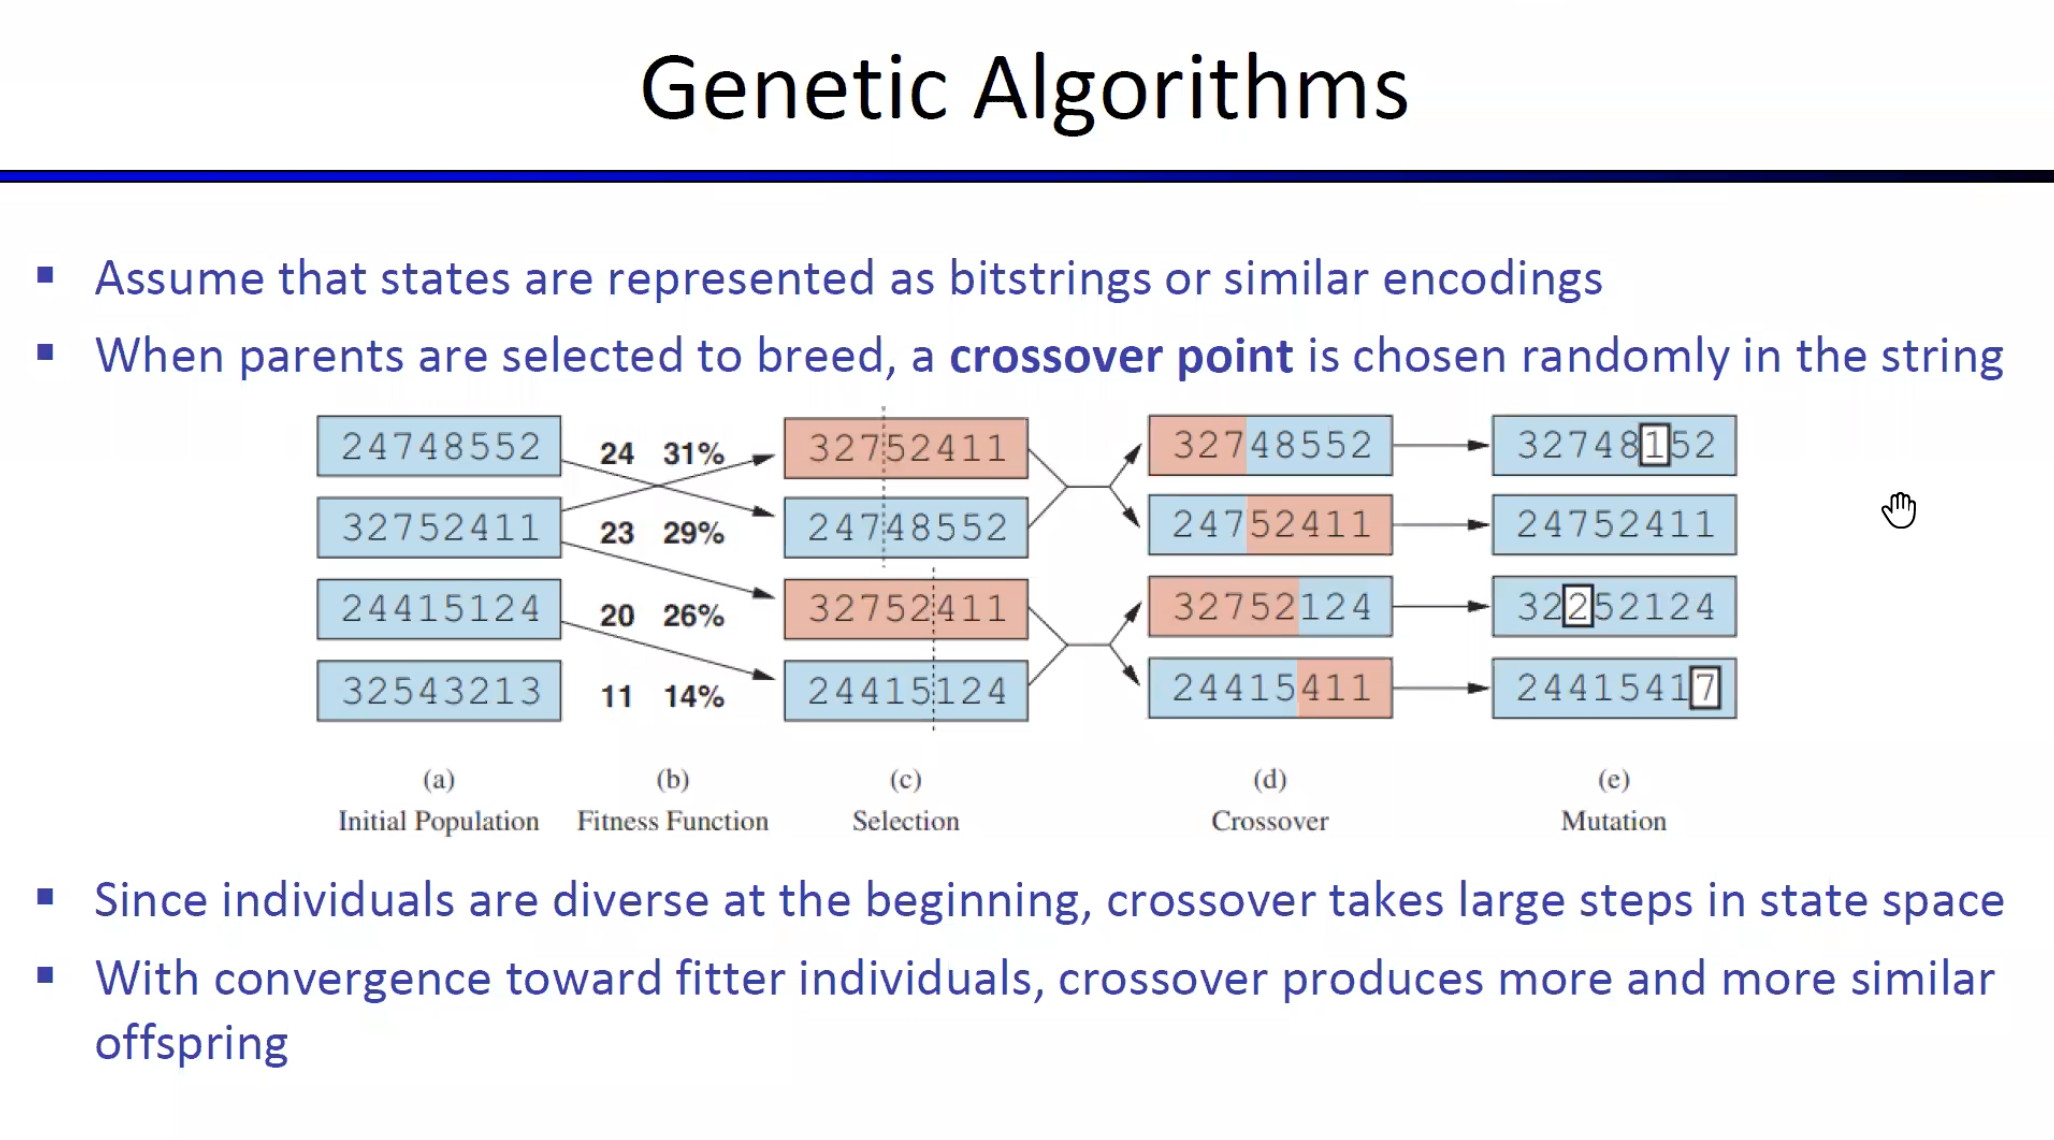 Genetic Algorithms
▪ Assume that states are represented as bitstrings or similar encodings
▪ When parents are selected to breed, a crossover point is chosen randomly in the string
24748552 24 31% 32752411 32748552 32748152
32752411 23 29% 24748552 24752411 24752411
24415124 20 26% 32752411 32752124 32252124
32543213 11 14% 24415124 24415411 24415417
(a) (b) (c) (d) (e)
Initial Population Fitness Function Selection Crossover Mutation
▪ Since individuals are diverse at the beginning, crossover takes large steps in state space
▪ With convergence toward fitter individuals, crossover produces more and more similar
offspring